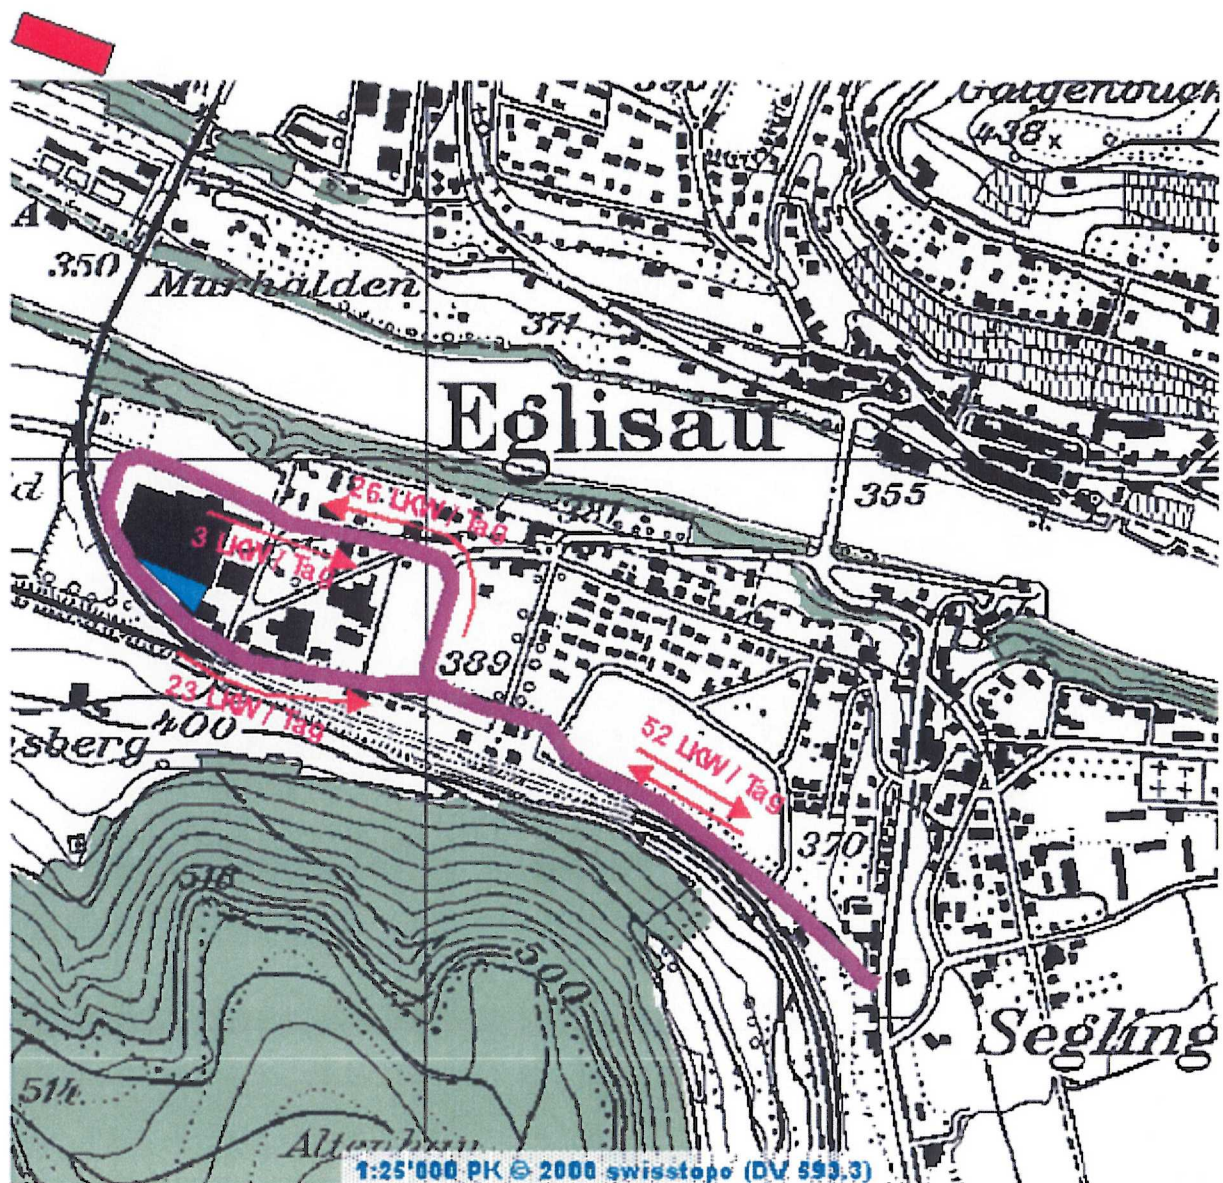 438
A
350
Murhalden
371
Eglisau
355
d
26 LKW / Tag
381
3 LKW / Tag
389
23 LKW / Tag
400
sberg
52 LKW / Tag
370
516
500
Segling
514
1:25'000 PK © 2000 swisstopo (DV 593.3)